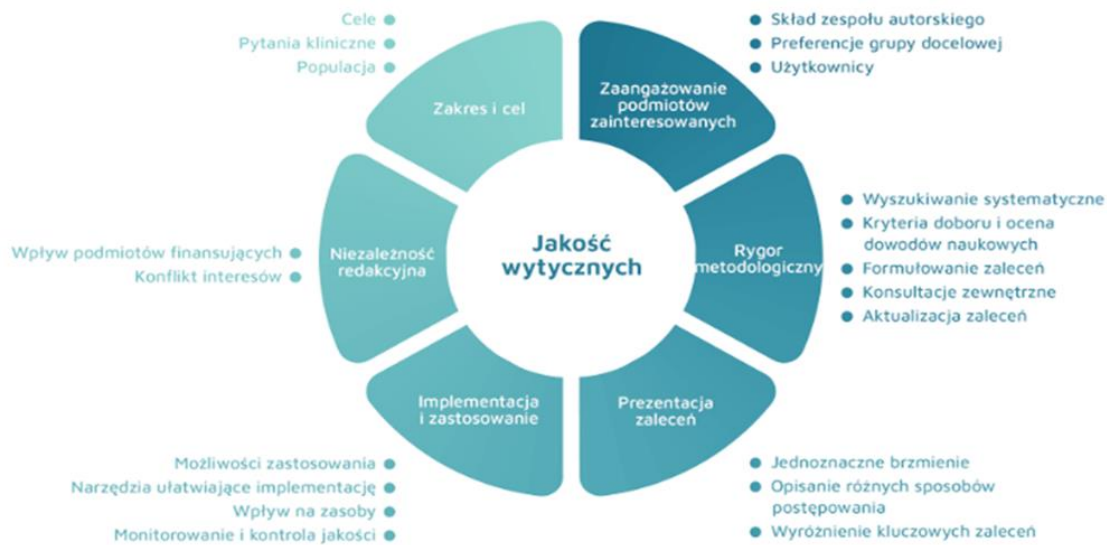 Cele
Pytania kliniczne
Populacja
Zakres i cel
Skład zespołu autorskiego
Preferencje grupy docelowej
Użytkownicy
Zaangażowanie
podmiotów
zainteresowanych
Wyszukiwanie systematyczne
Kryteria doboru i ocena
dowodów naukowych
Formułowanie zaleceń
Konsultacje zewnętrzne
Aktualizacja zaleceń
Rygor
metodologiczny
Jakość
wytycznych
Wpływ podmiotów finansujących
Konflikt interesów
Niezależność
redakcyjna
Implementacja
i zastosowanie
Możliwości zastosowania
Narzędzia ułatwiające implementację
Wpływ na zasoby
Monitorowanie i kontrola jakości
Prezentacja
zaleceń
Jednoznaczne brzmienie
Opisanie różnych sposobów
postępowania
Wyróżnienie kluczowych zaleceń